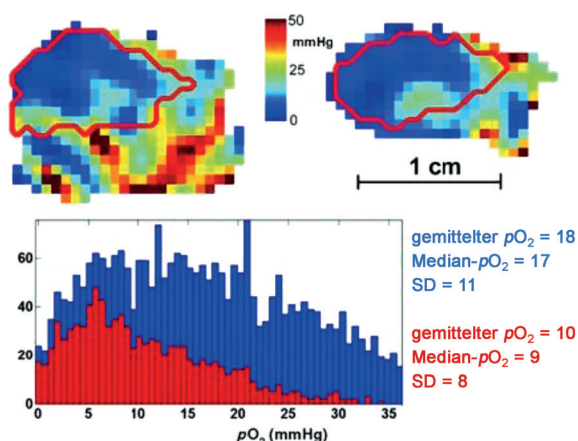 50
mmHg
25
0
1 cm
60
40
20
0
0 5 10 15 20 25 30 35
pO₂ (mmHg)
gemittelter pO₂ = 18
Median-pO₂ = 17
SD = 11
gemittelter pO₂ = 10
Median-pO₂ = 9
SD = 8